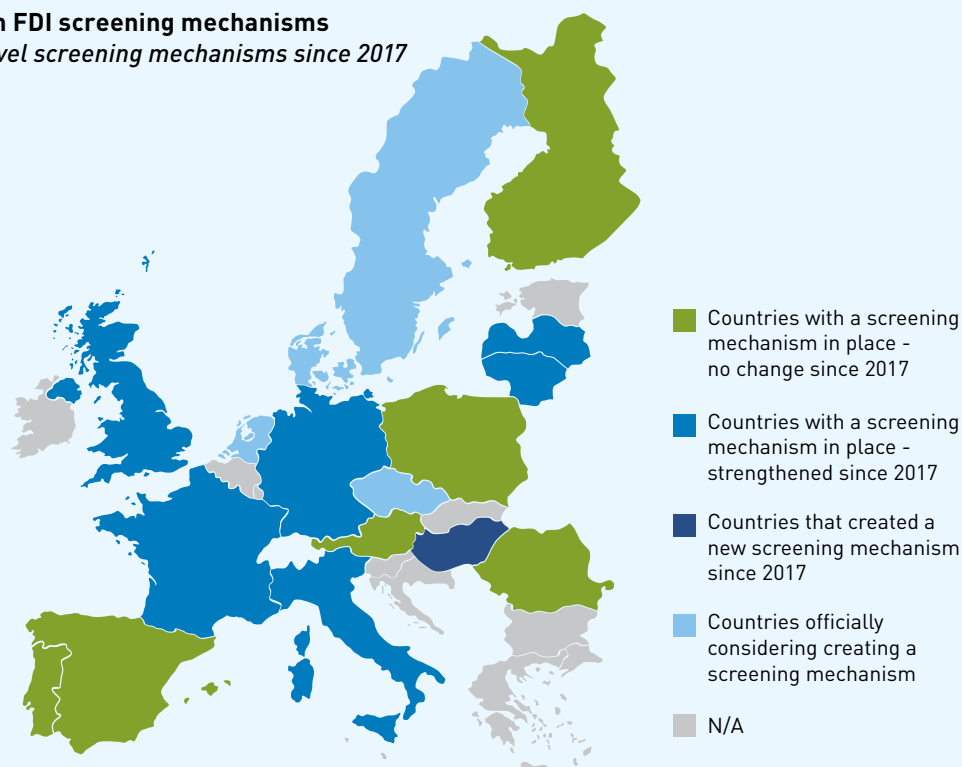 FDI screening mechanisms
screening mechanisms since 2017
Countries with a screening
mechanism in place -
no change since 2017
Countries with a screening
mechanism in place -
strengthened since 2017
Countries that created a
new screening mechanism
since 2017
Countries officially
considering creating a
screening mechanism
N/A